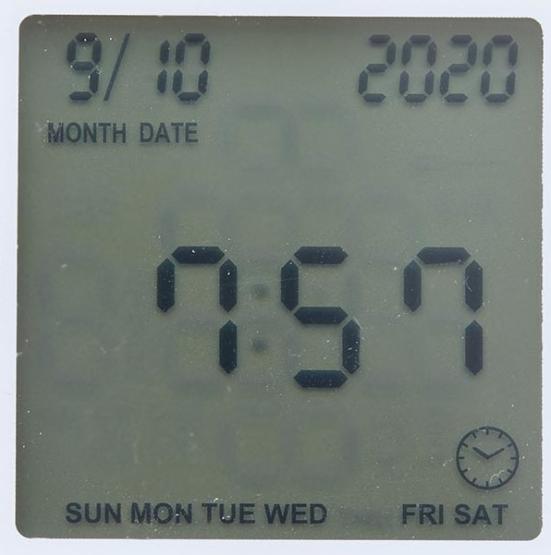 9/10 2020
MONTH DATE
7:57
SUN MON TUE WED FRI SAT